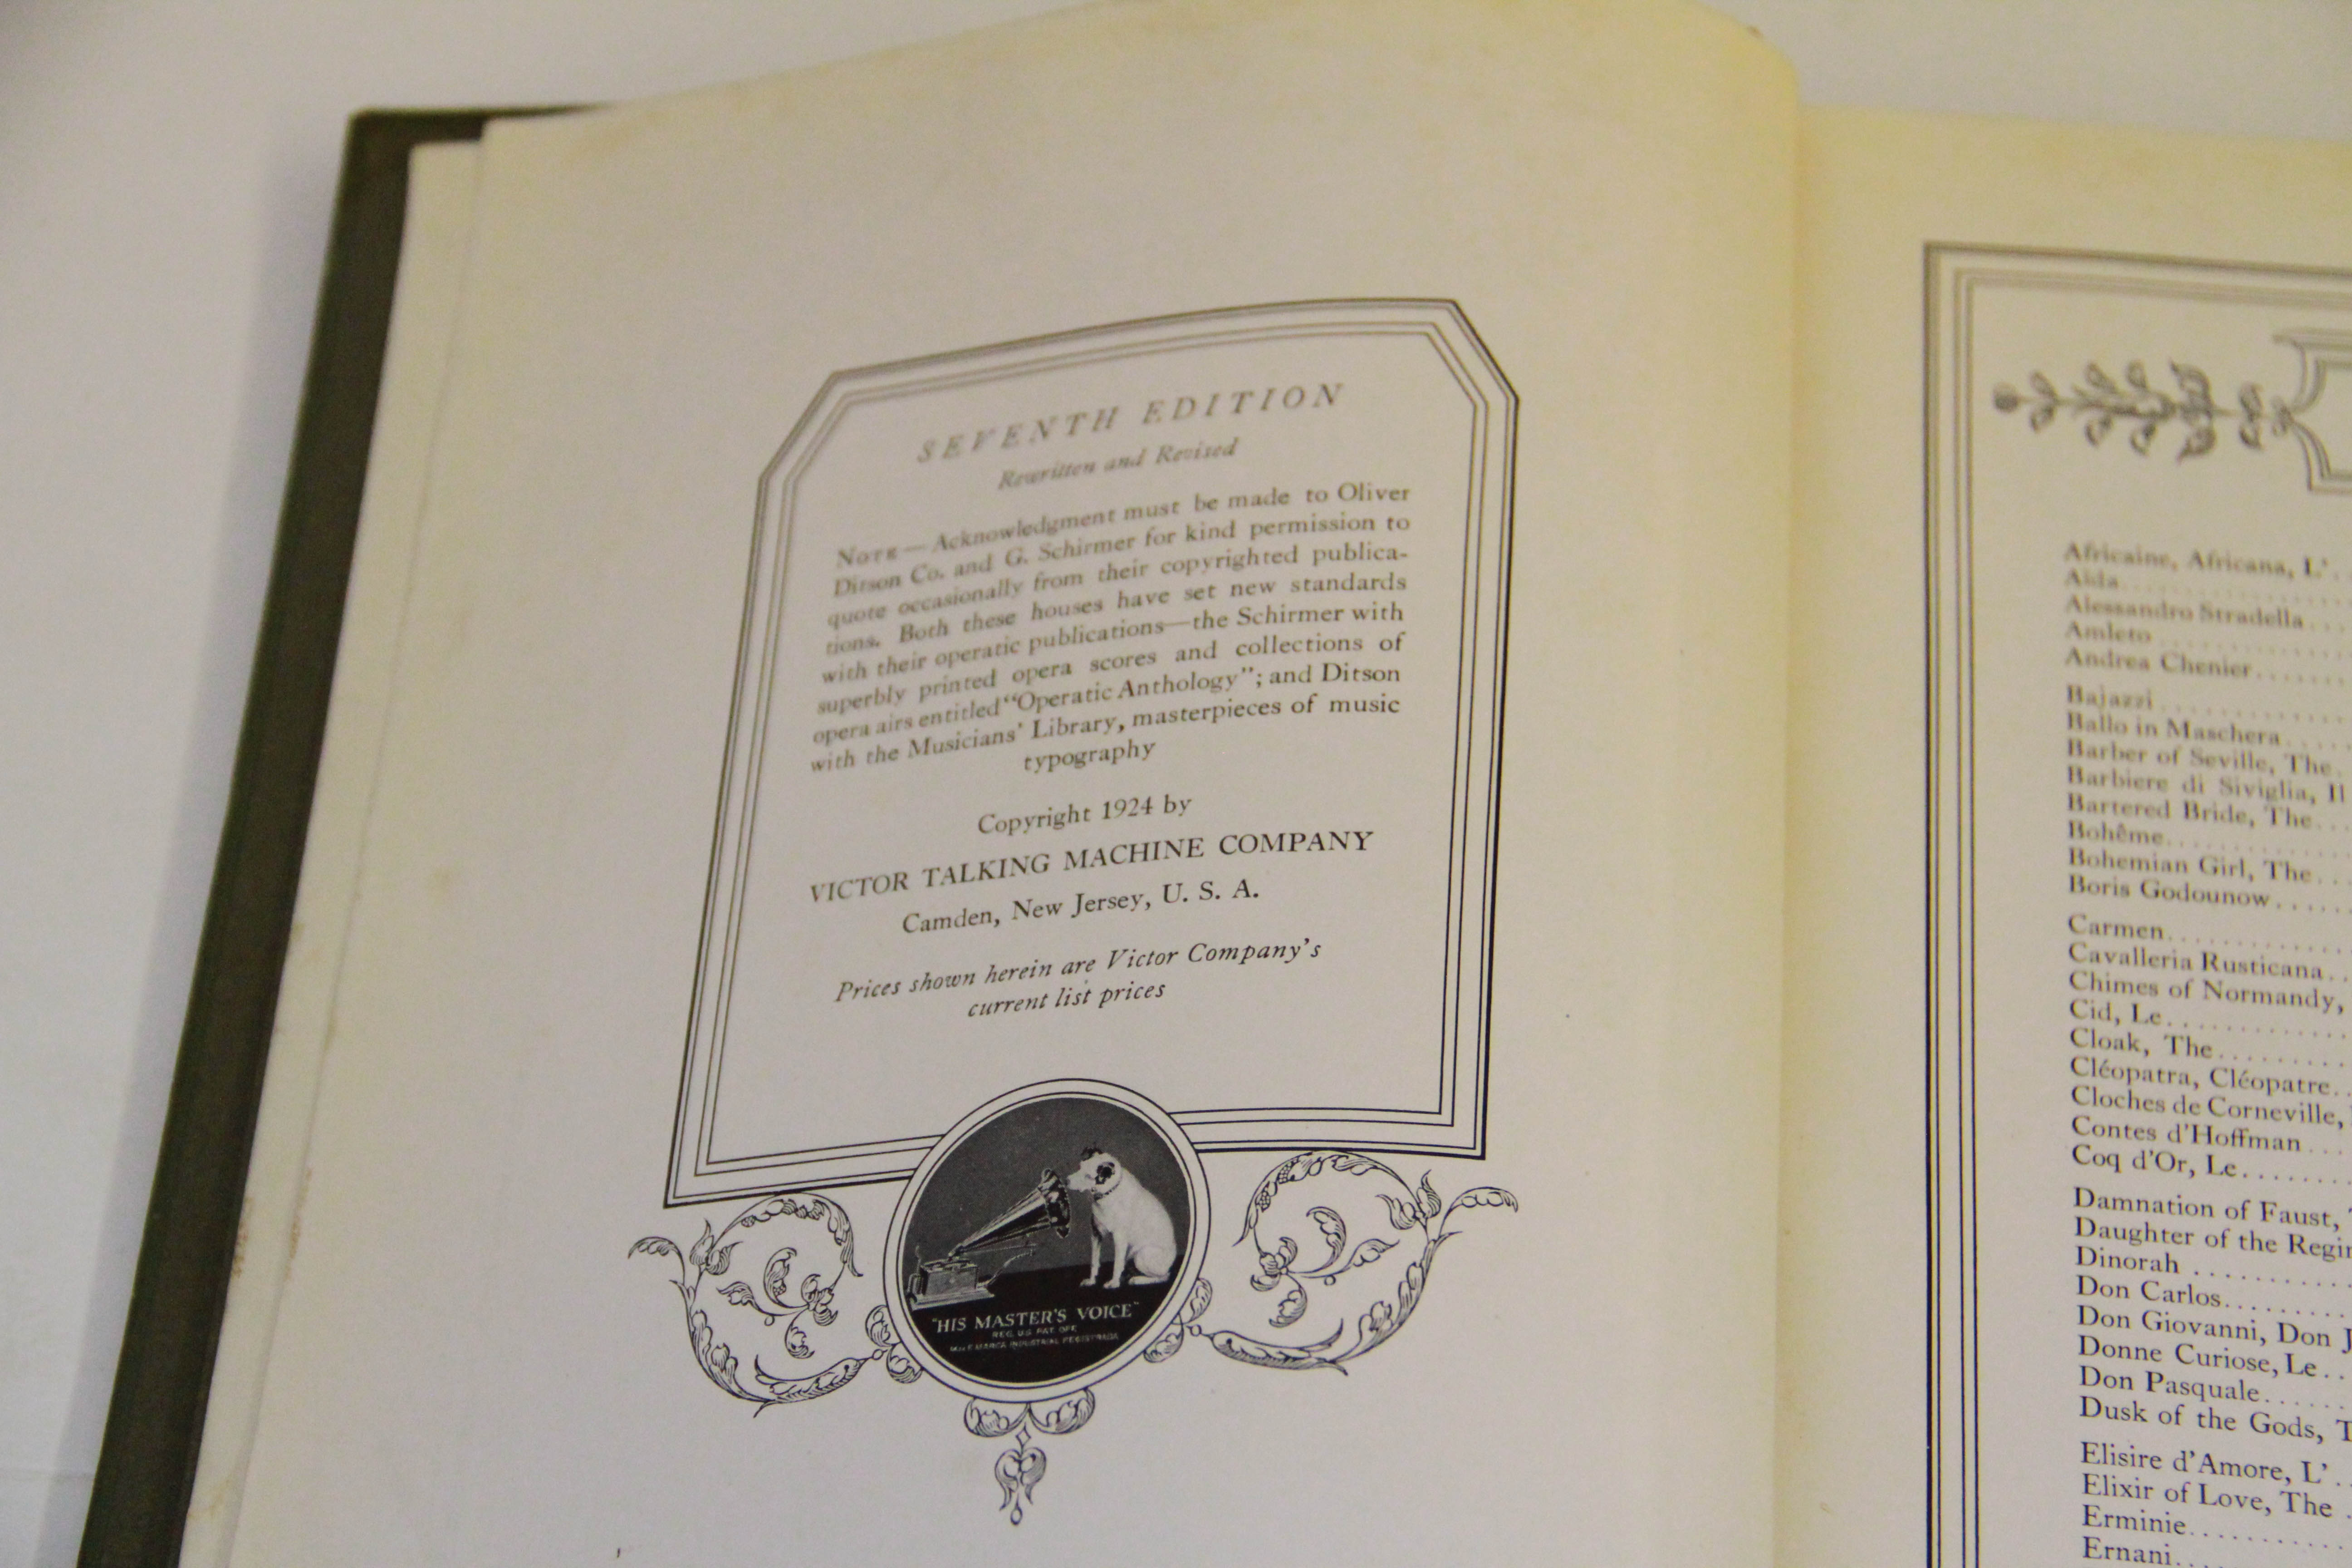 SEVENTH EDITION
Rewritten and Revised
NOTE — Acknowledgment must be made to Oliver
Ditson Co. and G. Schirmer for kind permission to
quote occasionally from their copyrighted publica-
tions. Both these houses have set new standards
with their operatic publications—the Schirmer with
superbly printed opera scores and collections of
opera airs entitled “Operatic Anthology”; and Ditson
with the Musicians’ Library, masterpieces of music
typography
Copyright 1924 by
VICTOR TALKING MACHINE COMPANY
Camden, New Jersey, U. S. A.
Prices shown herein are Victor Company’s
current list prices
"HIS MASTER'S VOICE"
REG. U.S. PAT. OFF.
MARCA INDUSTRIAL REGISTRADA
Africaine, Africana, L’
Aida
Alessandro Stradella
Amleto
Andrea Chenier
Bajazzi
Ballo in Maschera
Barber of Seville, The
Barbiere di Siviglia, Il
Bartered Bride, The
Bohême
Bohemian Girl, The
Boris Godounow
Carmen
Cavalleria Rusticana
Chimes of Normandy,
Cid, Le
Cloak, The
Cléopatra, Cléopatre
Cloches de Corneville,
Contes d’Hoffman
Coq d’Or, Le
Damnation of Faust,
Daughter of the Regi
Dinorah
Don Carlos
Don Giovanni, Don J
Donne Curiose, Le
Don Pasquale
Dusk of the Gods, T
Elisire d’Amore, L’
Elixir of Love, The
Erminie
Ernani